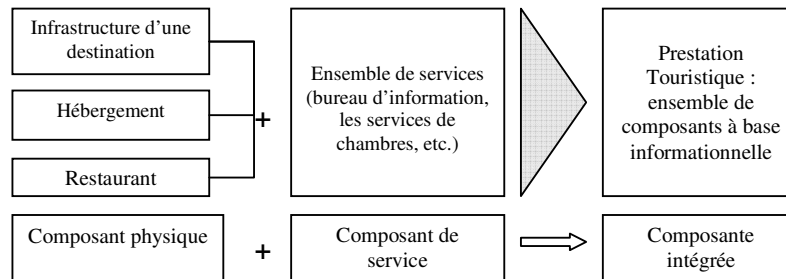 Infrastructure d'une
destination
Hébergement
Restaurant
+
Ensemble de services
(bureau d'information,
les services de
chambres, etc.)
Prestation
Touristique :
ensemble de
composants à base
informationnelle
Composant physique
+
Composant de
service
Composante
intégrée